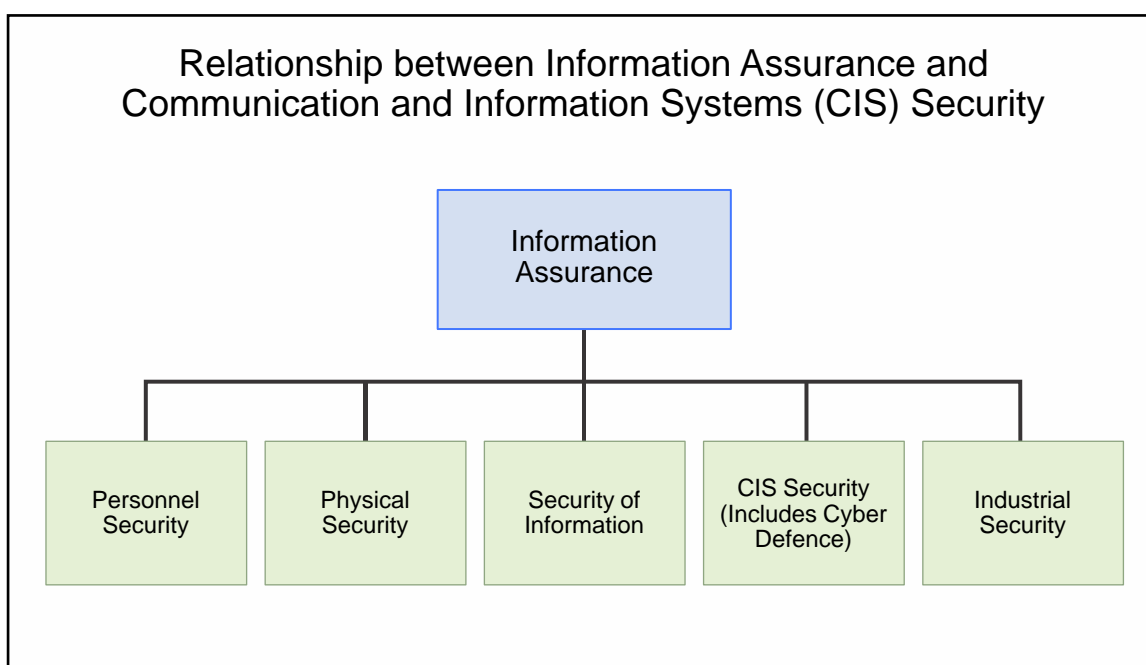 Relationship between Information Assurance and
Communication and Information Systems (CIS) Security
Information
Assurance
Personnel
Security
Physical
Security
Security of
Information
CIS Security
(Includes Cyber
Defence)
Industrial
Security